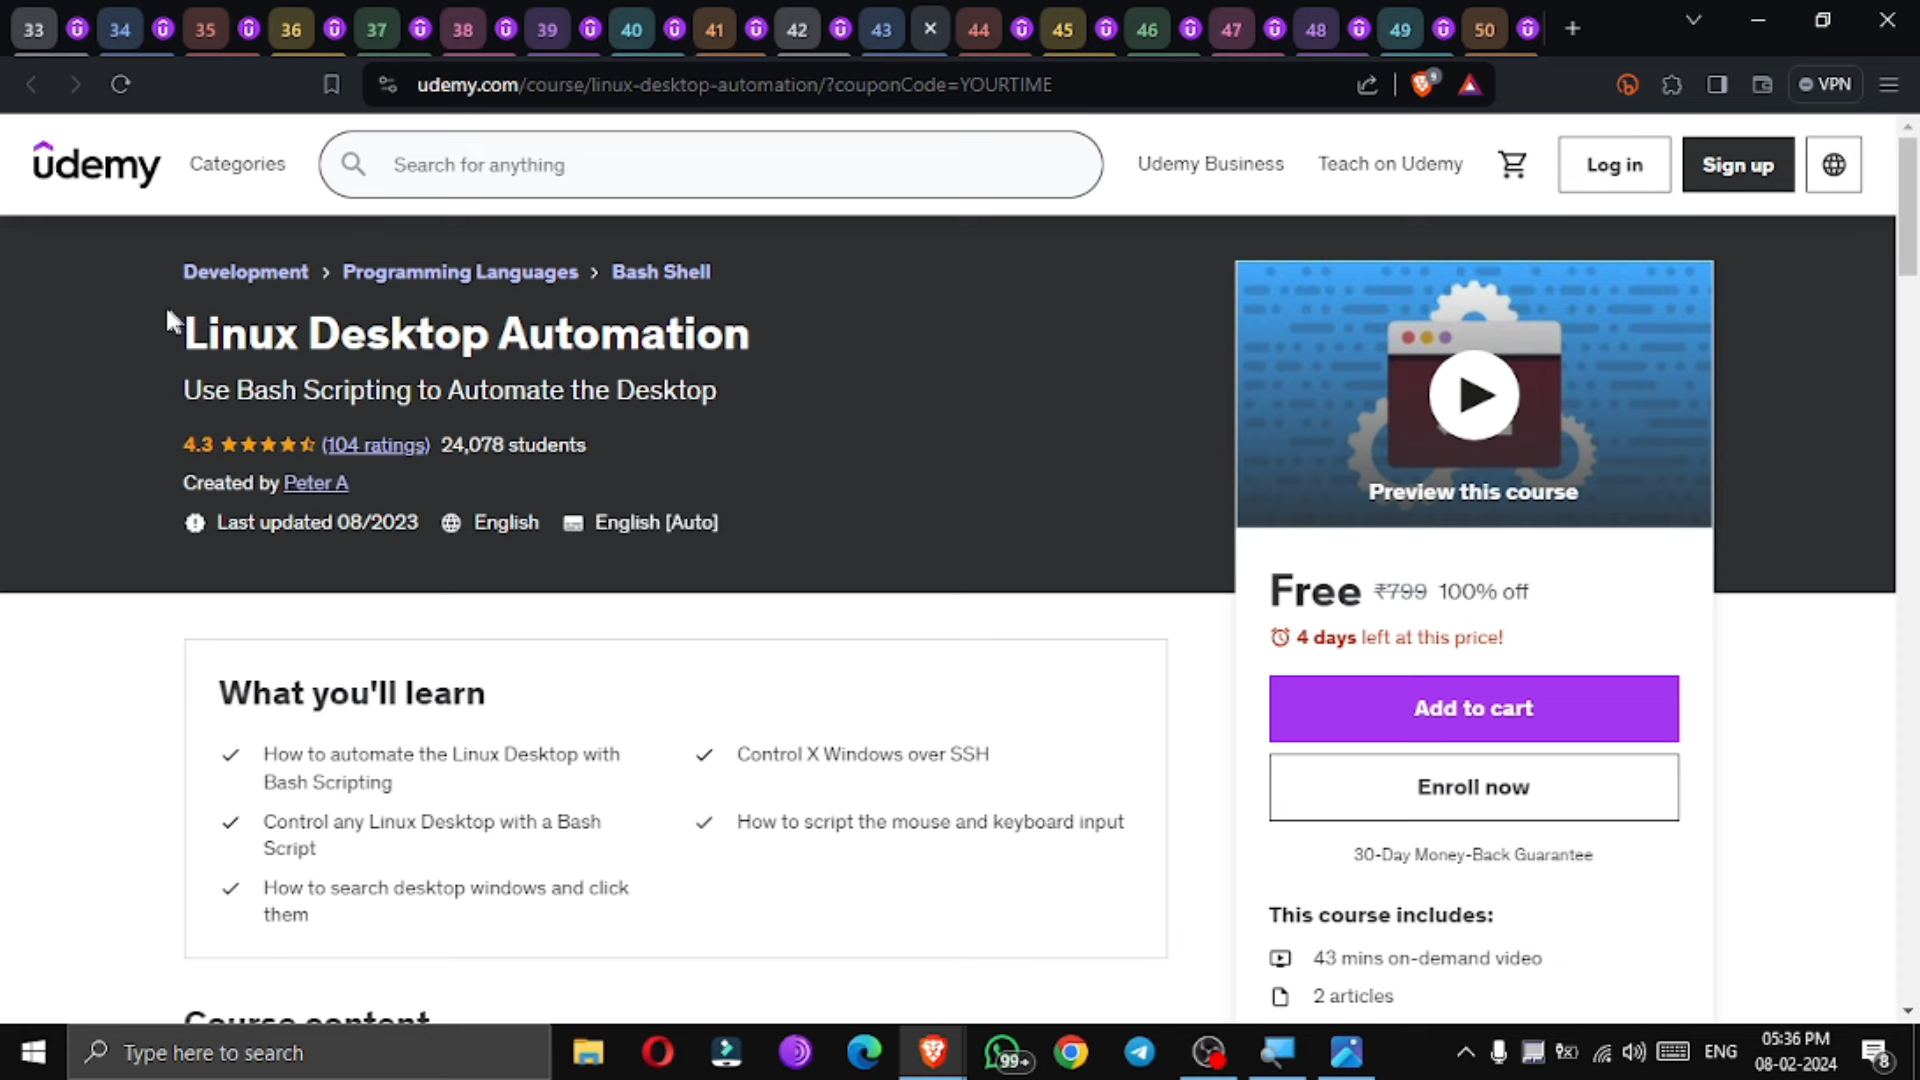 33 34 35 36 37 38 39 40 41 42 43 44 45 46 47 48 49 50
udemy.com/course/linux-desktop-automation/?couponCode=YOURTIME
9
VPN
udemy
Categories
Search for anything
Udemy Business
Teach on Udemy
Log in
Sign up
Development > Programming Languages > Bash Shell
Linux Desktop Automation
Use Bash Scripting to Automate the Desktop
4.3 (104 ratings) 24,078 students
Created by Peter A
Last updated 08/2023 English English [Auto]
Preview this course
Free ₹799 100% off
4 days left at this price!
Add to cart
Enroll now
30-Day Money-Back Guarantee
This course includes:
43 mins on-demand video
2 articles
What you'll learn
How to automate the Linux Desktop with
Bash Scripting
Control X Windows over SSH
Control any Linux Desktop with a Bash
Script
How to script the mouse and keyboard input
How to search desktop windows and click
them
Course content
Type here to search
99+
ENG
05:36 PM
08-02-2024
8